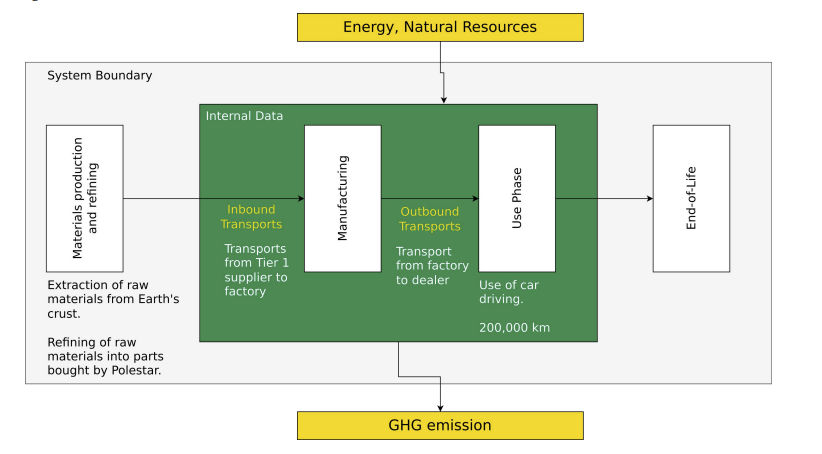 Energy, Natural Resources
System Boundary
Internal Data
Materials production
and refining
Inbound
Transports
Transports
from Tier 1
supplier to
factory
Manufacturing
Outbound
Transports
Transport
from factory
to dealer
Use Phase
Use of car
driving.
200,000 km
End-of-Life
Extraction of raw
materials from Earth's
crust.
Refining of raw
materials into parts
bought by Polestar.
GHG emission